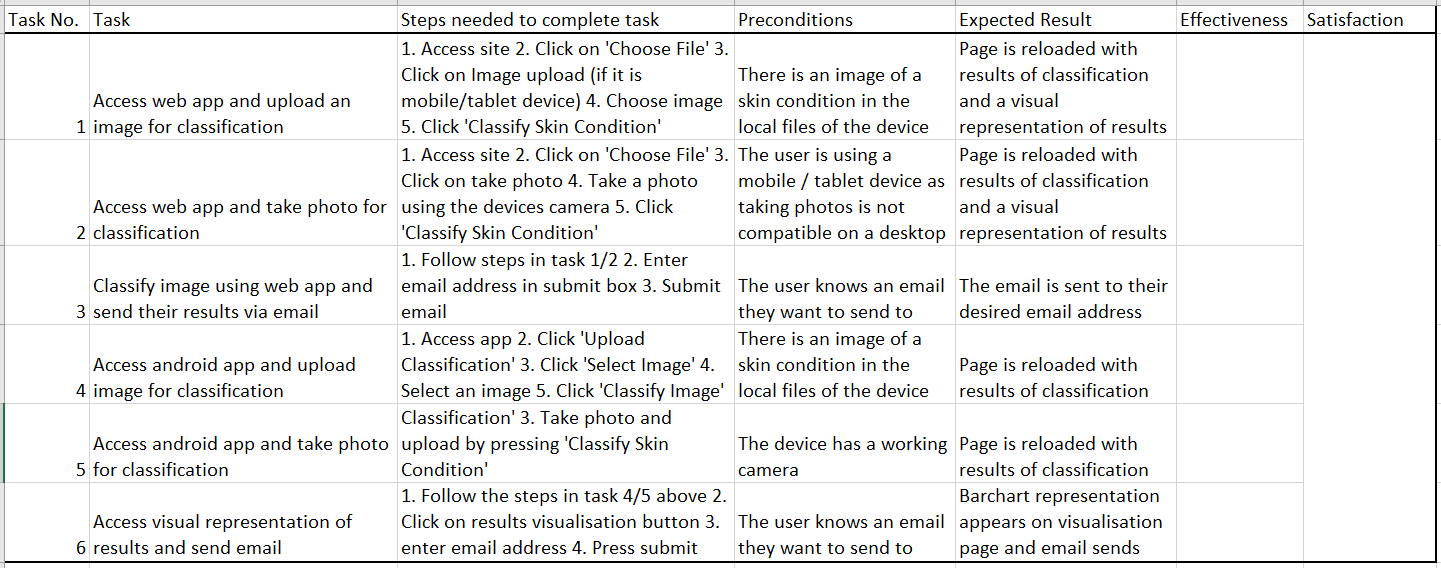 Task No. Task Steps needed to complete task Preconditions Expected Result Effectiveness Satisfaction
1. Access site 2. Click on 'Choose File' 3.
Click on Image upload (if it is
mobile/tablet device) 4. Choose image
5. Click 'Classify Skin Condition'
There is an image of a
skin condition in the
local files of the device
Page is reloaded with
results of classification
and a visual
representation of results
Access web app and upload an
1 image for classification
1. Access site 2. Click on 'Choose File' 3.
Click on take photo 4. Take a photo
using the devices camera 5. Click
'Classify Skin Condition'
The user is using a
mobile / tablet device as
taking photos is not
compatible on a desktop
Page is reloaded with
results of classification
and a visual
representation of results
Access web app and take photo for
2 classification
1. Follow steps in task 1/2 2. Enter
email address in submit box 3. Submit
email
The user knows an email
they want to send to
The email is sent to their
desired email address
Classify image using web app and
3 send their results via email
1. Access app 2. Click 'Upload
Classification' 3. Click 'Select Image' 4.
Select an image 5. Click 'Classify Image'
There is an image of a
skin condition in the
local files of the device
Page is reloaded with
results of classification
Access android app and upload
4 image for classification
Classification' 3. Take photo and
upload by pressing 'Classify Skin
Condition'
The device has a working
camera
Page is reloaded with
results of classification
Access android app and take photo
5 for classification
1. Follow the steps in task 4/5 above 2.
Click on results visualisation button 3.
enter email address 4. Press submit
The user knows an email
they want to send to
Barchart representation
appears on visualisation
page and email sends
Access visual representation of
6 results and send email